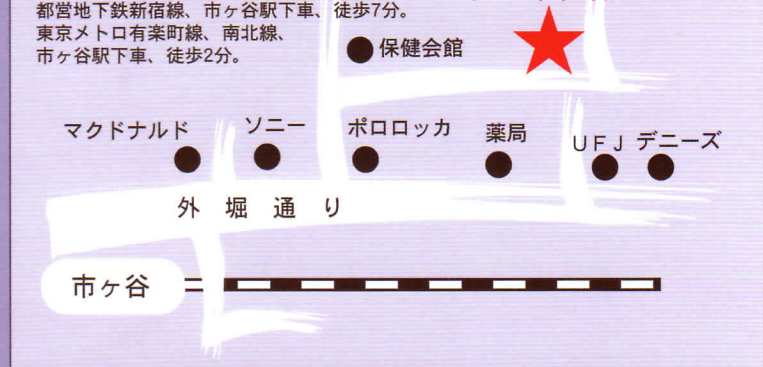 都営地下鉄新宿線、市ヶ谷駅下車、徒歩7分。
東京メトロ有楽町線、南北線、
市ヶ谷駅下車、徒歩2分。
保健会館
マクドナルド
ソニー
ポロロッカ
薬局
UFJ
デニーズ
外堀通り
市ヶ谷